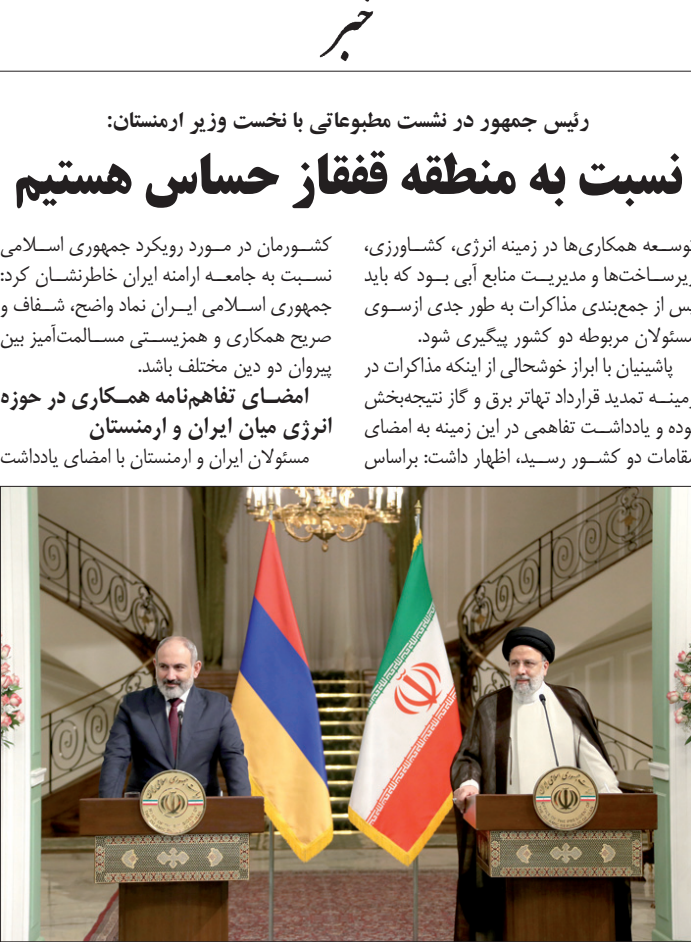 خبر
رئیس جمهور در نشست مطبوعاتی با نخست وزیر ارمنستان:
نسبت به منطقه قفقاز حساس هستیم
توسعه همکاری‌ها در زمینه انرژی، کشاورزی،
زیرساخت‌ها و مدیریت منابع آبی بود که باید
پس از جمع‌بندی مذاکرات به طور جدی ازسوی
مسئولان مربوطه دو کشور پیگیری شود.
پاشینیان با ابراز خوشحالی از اینکه مذاکرات در
زمینه تمدید قرارداد تهاتر برق و گاز نتیجه‌بخش
بوده و یادداشت تفاهمی در این زمینه به امضای
مقامات دو کشور رسید، اظهار داشت: براساس
کشورمان در مورد رویکرد جمهوری اسلامی
نسبت به جامعه ارامنه ایران خاطرنشان کرد:
جمهوری اسلامی ایران نماد واضح، شفاف و
صریح همکاری و همزیستی مسالمت‌آمیز بین
پیروان دو دین مختلف باشد.
امضای تفاهم‌نامه همکاری در حوزه
انرژی میان ایران و ارمنستان
مسئولان ایران و ارمنستان با امضای یادداشت